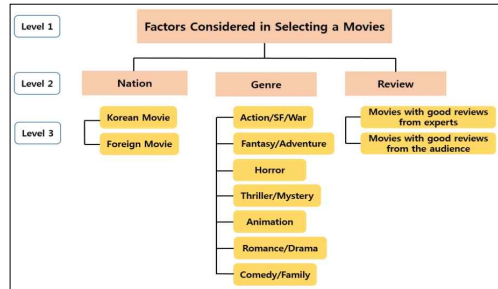 Level 1
Factors Considered in Selecting a Movies
Level 2
Nation
Genre
Review
Level 3
Korean Movie
Foreign Movie
Action/SF/War
Fantasy/Adventure
Horror
Thriller/Mystery
Animation
Romance/Drama
Comedy/Family
Movies with good reviews
from experts
Movies with good reviews
from the audience